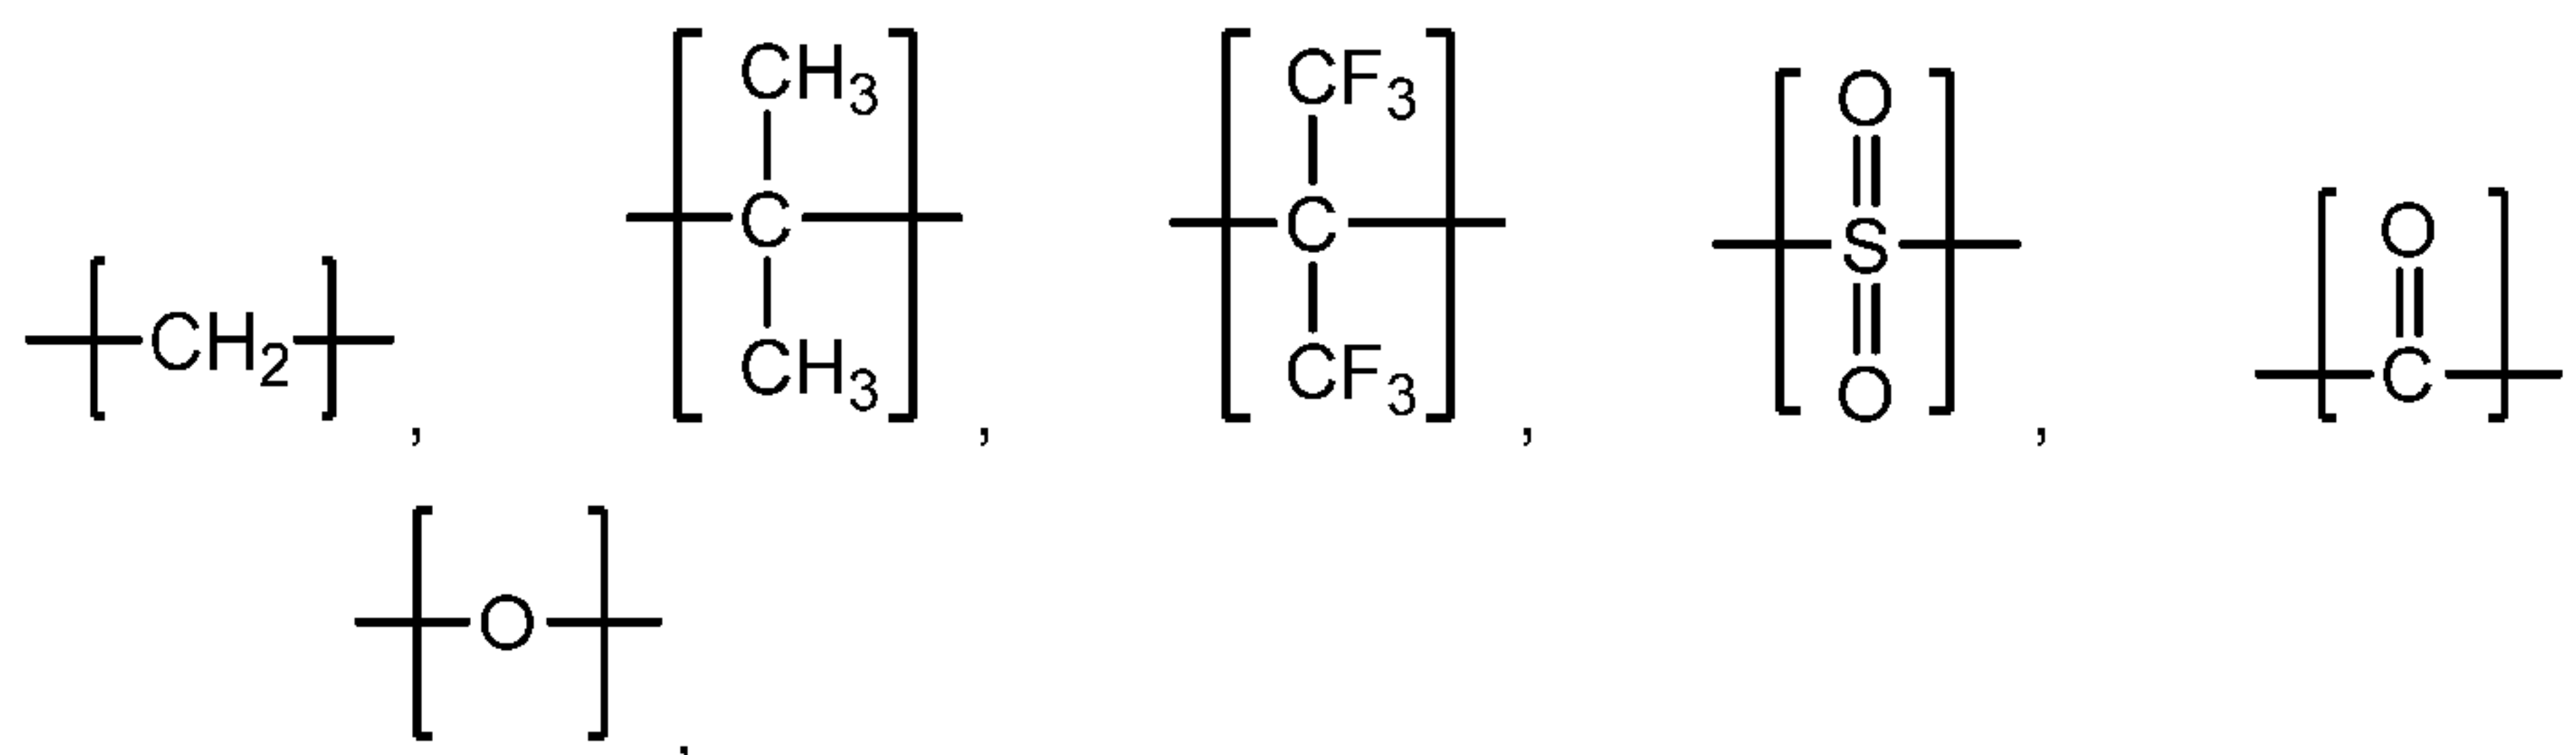 CH3 CF3 O
O
C C S C
CH2 , CH3 , CF3 , O ,
O ,